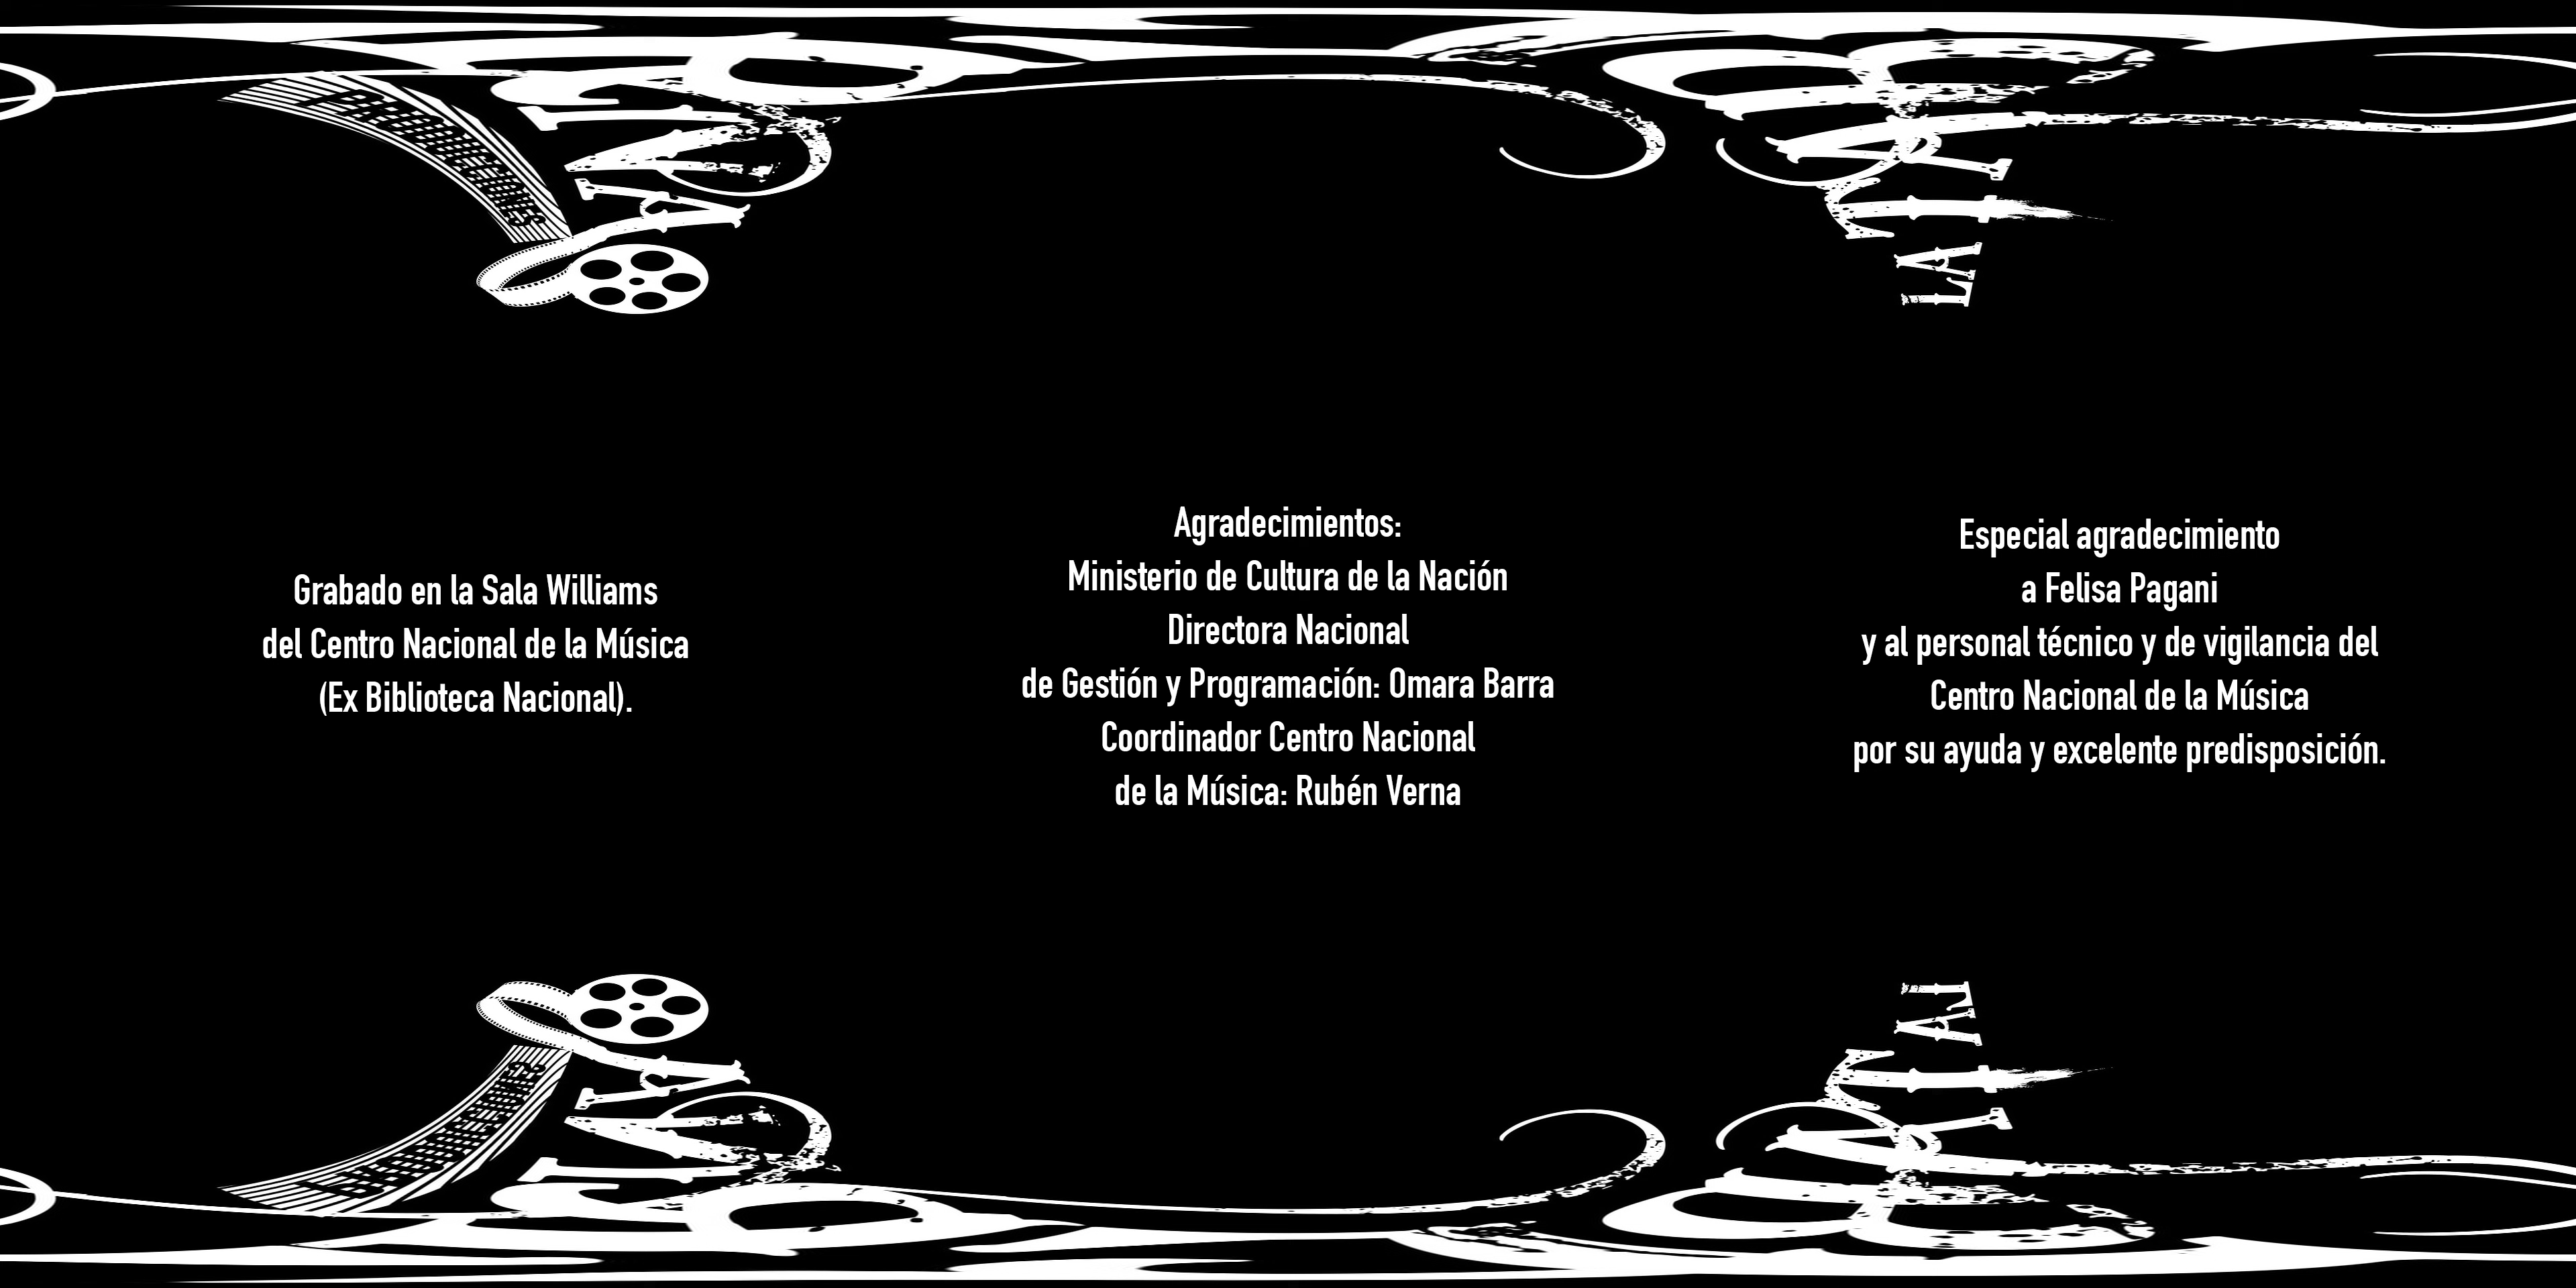 Grabado en la Sala Williams
del Centro Nacional de la Música
(Ex Biblioteca Nacional).
Agradecimientos:
Ministerio de Cultura de la Nación
Directora Nacional
de Gestión y Programación: Omara Barra
Coordinador Centro Nacional
de la Música: Rubén Verna
Especial agradecimiento
a Felisa Pagani
y al personal técnico y de vigilancia del
Centro Nacional de la Música
por su ayuda y excelente predisposición.
LA
LA